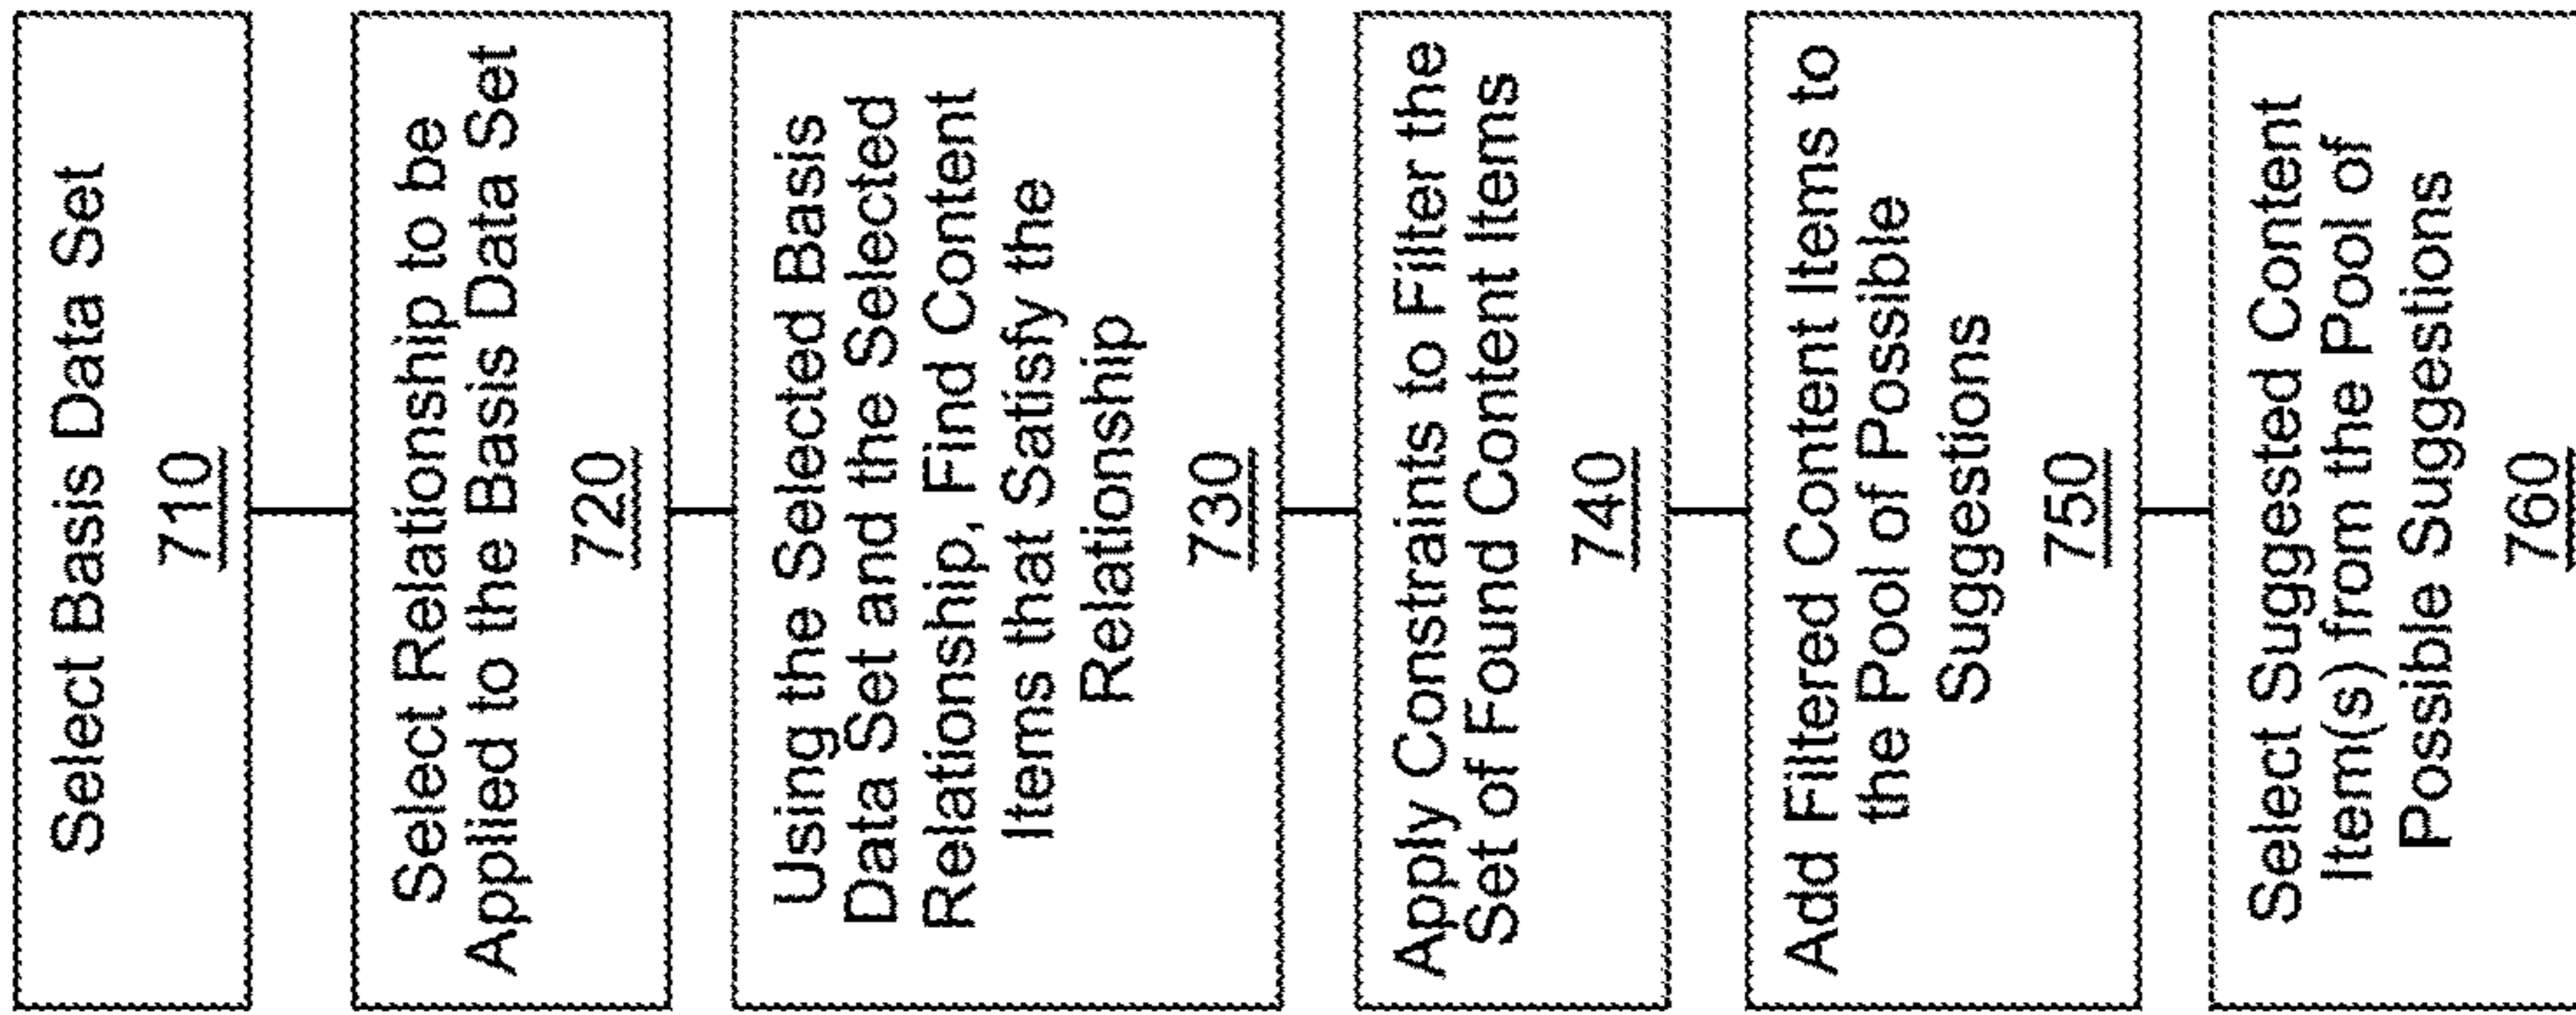 Select Basis Data Set
710
Select Relationship to be
Applied to the Basis Data Set
720
Using the Selected Basis
Data Set and the Selected
Relationship, Find Content
Items that Satisfy the
Relationship
730
Apply Constraints to Filter the
Set of Found Content Items
740
Add Filtered Content Items to
the Pool of Possible
Suggestions
750
Select Suggested Content
Item(s) from the Pool of
Possible Suggestions
760